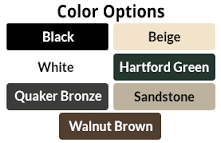 Color Options
Black
Beige
White
Hartford Green
Quaker Bronze
Sandstone
Walnut Brown